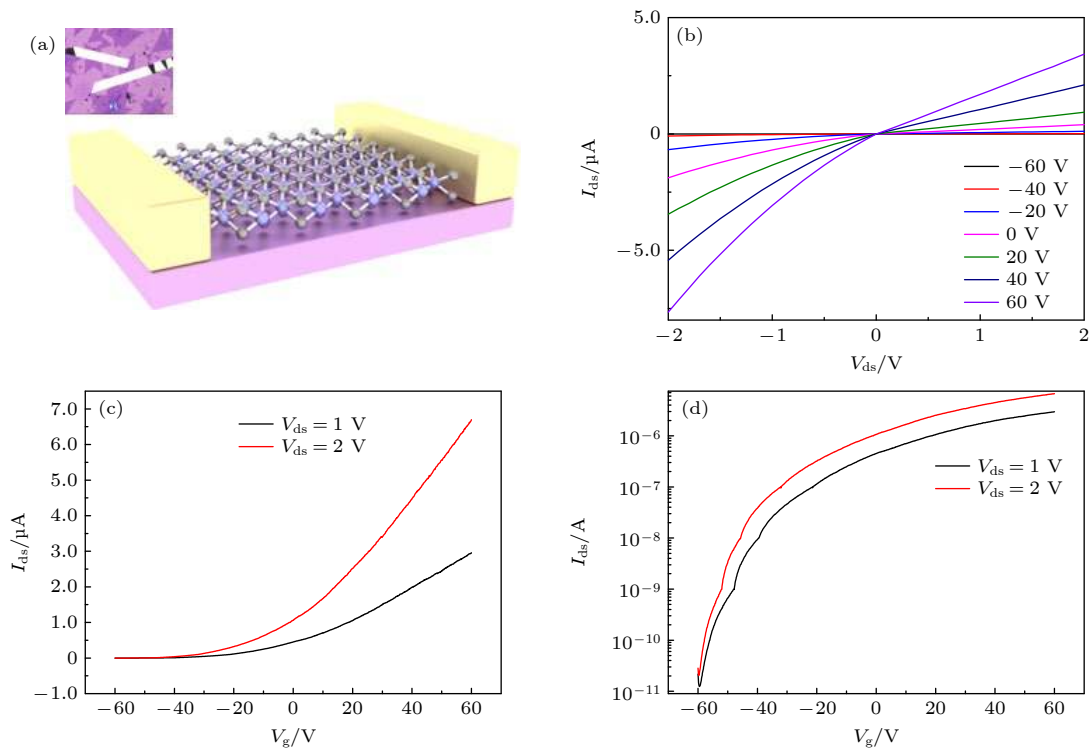 (a)
(b)
5.0
0
−5.0
I_ds/μA
−60 V
−40 V
−20 V
0 V
20 V
40 V
60 V
−2
−1
0
1
2
V_ds/V
(c)
7.0
6.0
5.0
4.0
3.0
2.0
1.0
0
−1.0
I_ds/μA
V_ds = 1 V
V_ds = 2 V
−60
−40
−20
0
20
40
60
V_g/V
(d)
10⁻⁶
10⁻⁷
10⁻⁸
10⁻⁹
10⁻¹⁰
10⁻¹¹
I_ds/A
V_ds = 1 V
V_ds = 2 V
−60
−40
−20
0
20
40
60
V_g/V